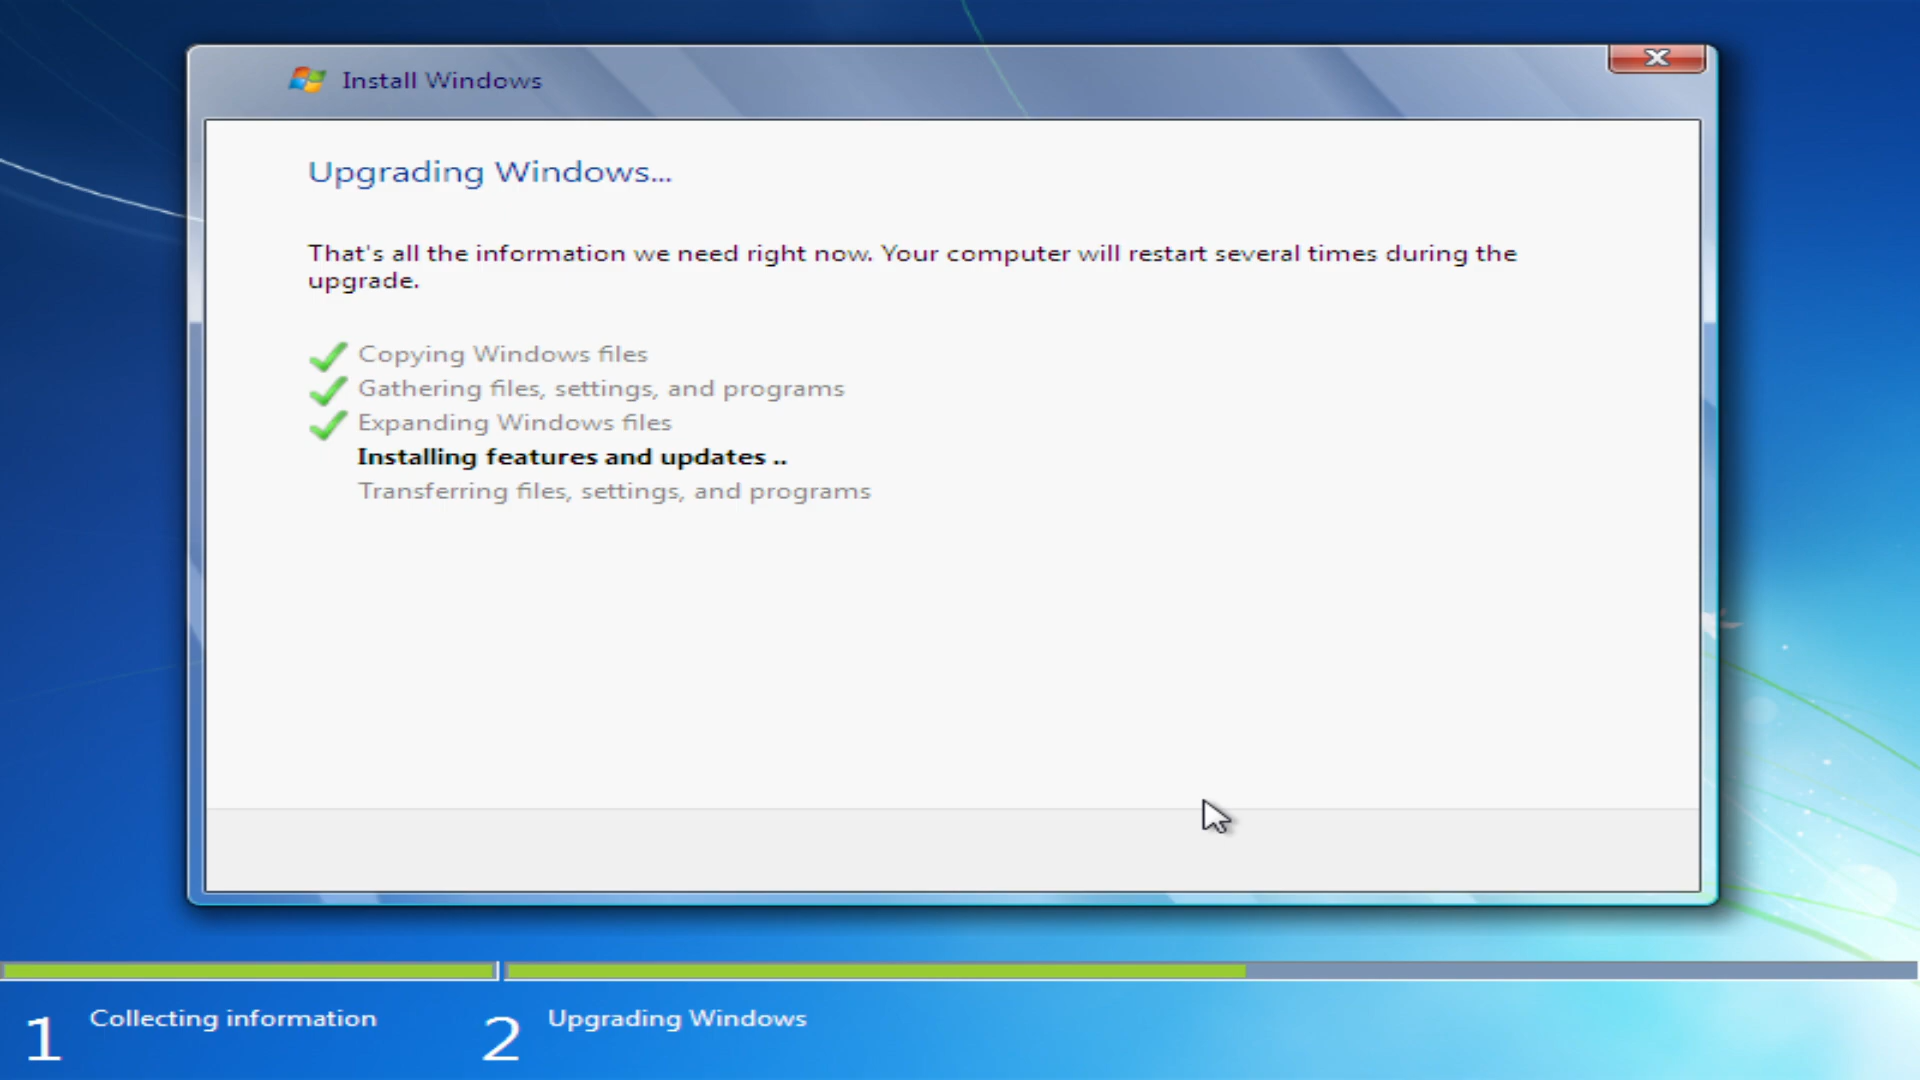 Install Windows
Upgrading Windows...
That's all the information we need right now. Your computer will restart several times during the
upgrade.
Copying Windows files
Gathering files, settings, and programs
Expanding Windows files
Installing features and updates ..
Transferring files, settings, and programs
1 Collecting information 2 Upgrading Windows